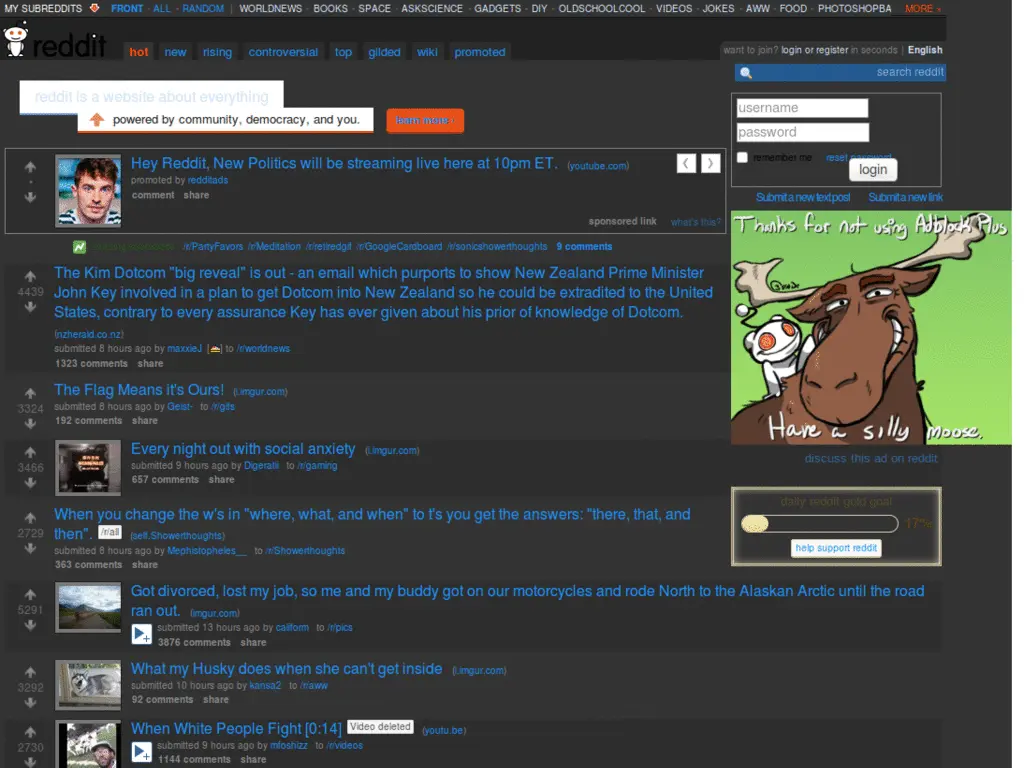 MY SUBREDDITS FRONT - ALL - RANDOM | WORLDNEWS - BOOKS - SPACE - ASKSCIENCE - GADGETS - DIY - OLDSCHOOLCOOL - VIDEOS - JOKES - AWW - FOOD - PHOTOSHOPBA MORE »
reddit hot new rising controversial top gilded wiki promoted
want to join? login or register in seconds | English
search reddit
reddit is a website about everything
powered by community, democracy, and you.
learn more ›
username
password
remember me reset password
login
Submit a new text post Submit a new link
Hey Reddit, New Politics will be streaming live here at 10pm ET. (youtube.com)
promoted by redditads
comment share
sponsored link what's this?
trending subreddits /r/PartyFavors /r/Meditation /r/retiredgif /r/GoogleCardboard /r/sonicshowerthoughts 9 comments
4439
The Kim Dotcom "big reveal" is out - an email which purports to show New Zealand Prime Minister
John Key involved in a plan to get Dotcom into New Zealand so he could be extradited to the United
States, contrary to every assurance Key has ever given about his prior of knowledge of Dotcom.
(nzherald.co.nz)
submitted 8 hours ago by maxxieJ [ ] to /r/worldnews
1323 comments share
3324
The Flag Means it's Ours! (i.imgur.com)
submitted 8 hours ago by Geist- to /r/gifs
192 comments share
3466
Every night out with social anxiety (i.imgur.com)
submitted 9 hours ago by Digeralli to /r/gaming
657 comments share
2729
When you change the w's in "where, what, and when" to t's you get the answers: "there, that, and
then". /r/all (self.Showerthoughts)
submitted 8 hours ago by Mephistopheles__ to /r/Showerthoughts
363 comments share
5291
Got divorced, lost my job, so me and my buddy got on our motorcycles and rode North to the Alaskan Arctic until the road
ran out. (imgur.com)
submitted 13 hours ago by caliform to /r/pics
3876 comments share
3292
What my Husky does when she can't get inside (i.imgur.com)
submitted 10 hours ago by kansa2 to /r/aww
92 comments share
2730
When White People Fight [0:14] Video deleted (youtu.be)
submitted 9 hours ago by mloshizz to /r/videos
1144 comments share
Thanks for not using Adblock Plus
Have a silly moose.
discuss this ad on reddit
daily reddit gold goal
17%
help support reddit